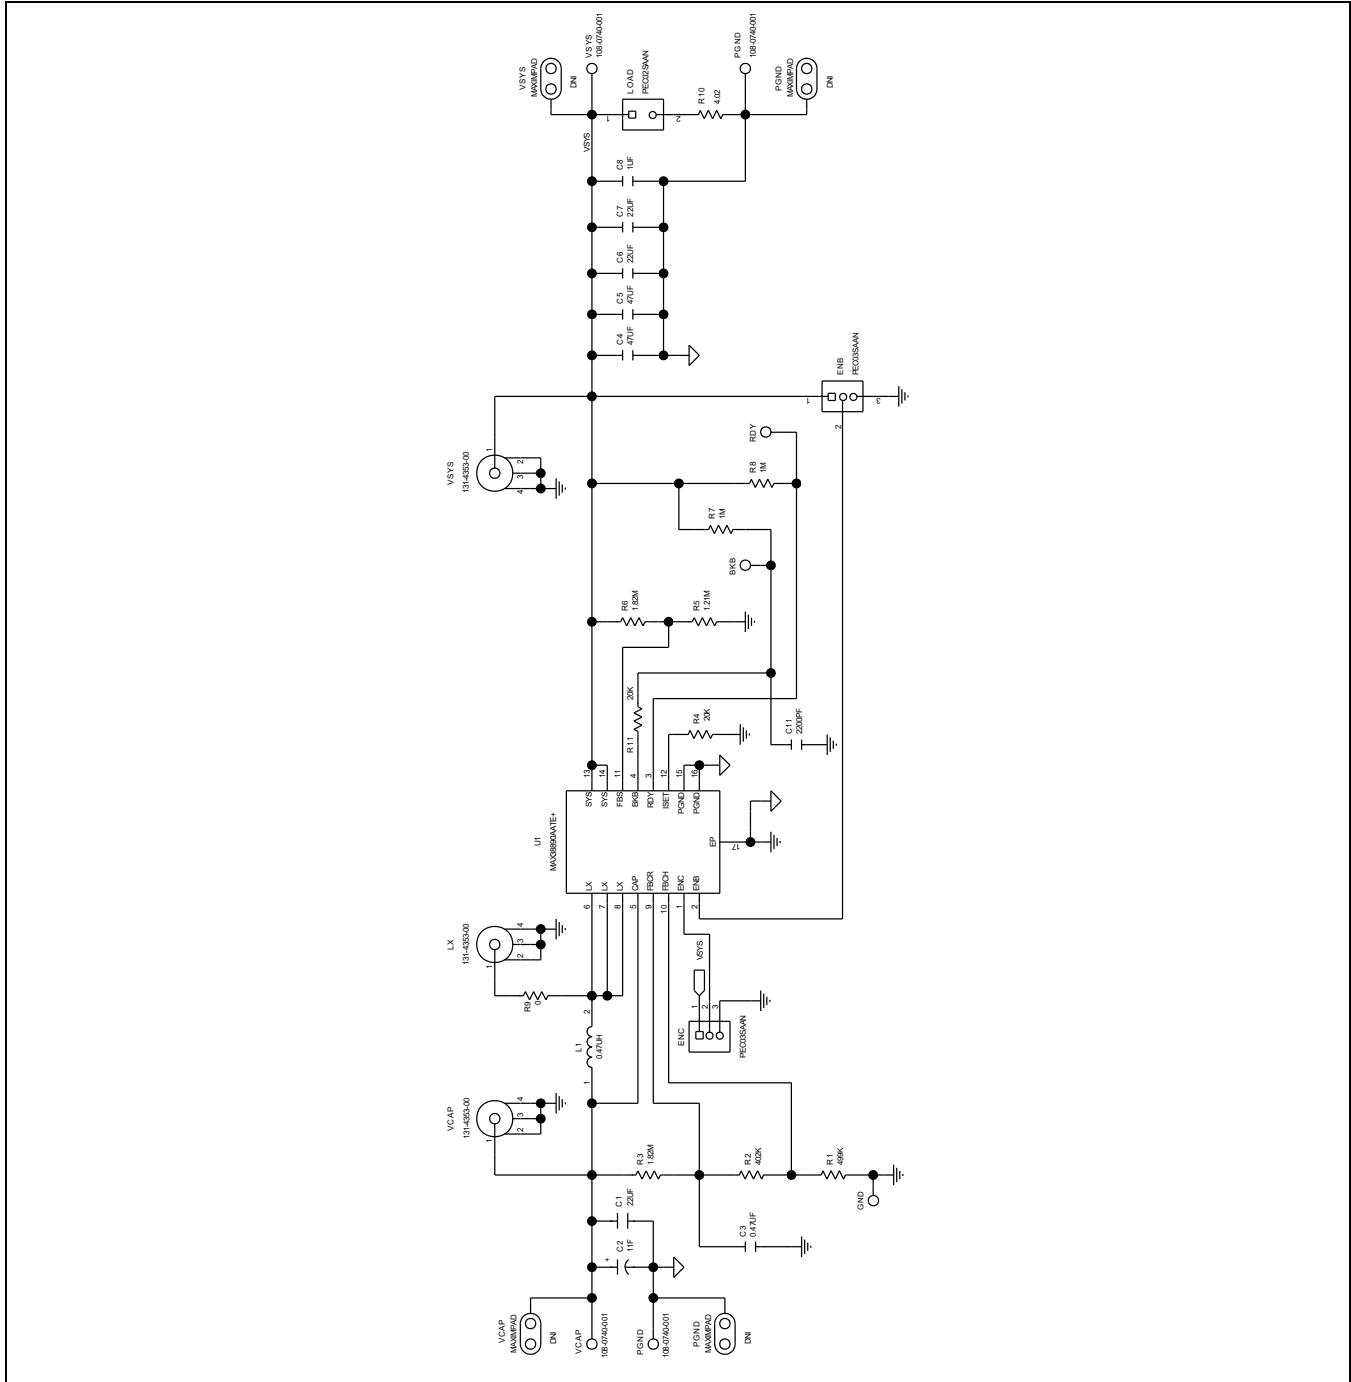 VSYS
MAXIMPAD
DNI
VSYS
108-0740-001
LOAD
PEC02SAAN
1
2
R10
4.02
PGND
108-0740-001
PGND
MAXIMPAD
DNI
VSYS
C8
1UF
C7
22UF
C6
22UF
C5
47UF
C4
47UF
VSYS
131-4353-00
1
2
3
4
ENB
PEC03SAAN
1
2
3
RDY
R8
1M
R7
1M
BKB
R6
1.82M
R5
1.21M
20K
R11
R4
20K
C11
2200PF
13
14
11
4
3
12
15
16
SYS
SYS
FBS
BKB
RDY
ISET
PGND
PGND
U1
MAX38890AATE+
EP
17
LX
LX
LX
CAP
FBCR
FBCH
ENC
ENB
6
7
8
5
9
10
1
2
LX
131-4353-00
1
2
3
4
R9
0
2
L1
0.47UH
1
VSYS
ENC
1
2
3
PEC03SAAN
VCAP
131-4353-00
1
2
3
4
R3
1.82M
R2
402K
R1
499K
GND
C1
22UF
C2
11F
+
C3
0.47UF
VCAP
MAXIMPAD
DNI
VCAP
108-0740-001
PGND
108-0740-001
PGND
MAXIMPAD
DNI